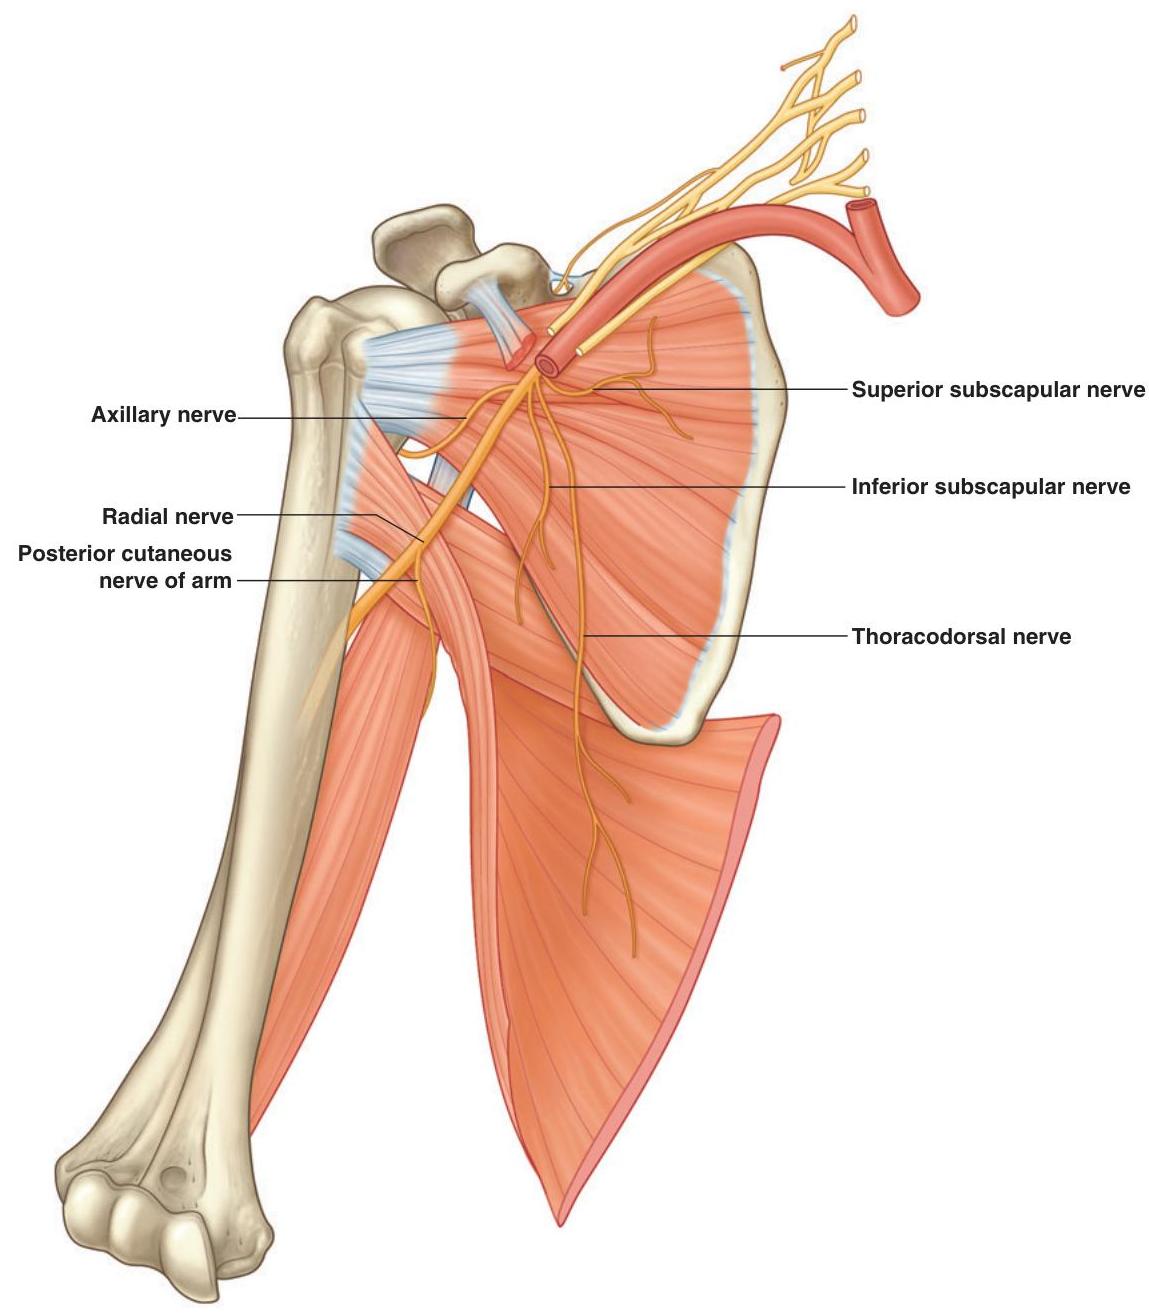 Superior subscapular nerve
Axillary nerve
Inferior subscapular nerve
Radial nerve
Posterior cutaneous
nerve of arm
Thoracodorsal nerve